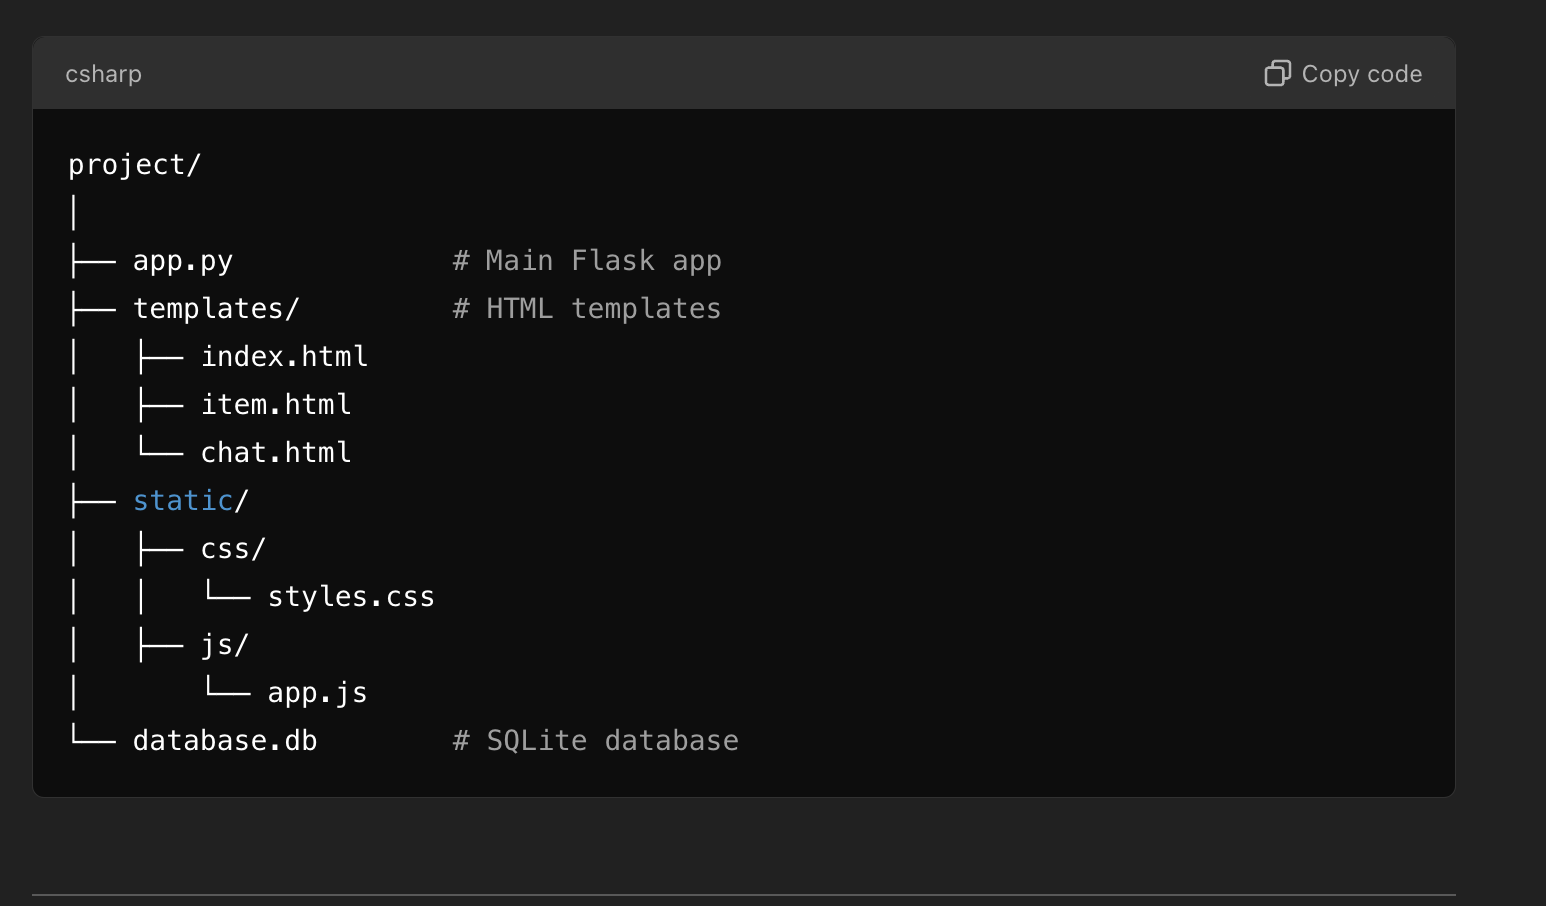 csharp
Copy code
project/
│
├── app.py                # Main Flask app
├── templates/            # HTML templates
│   ├── index.html
│   ├── item.html
│   └── chat.html
├── static/
│   ├── css/
│   │   └── styles.css
│   ├── js/
│       └── app.js
└── database.db           # SQLite database